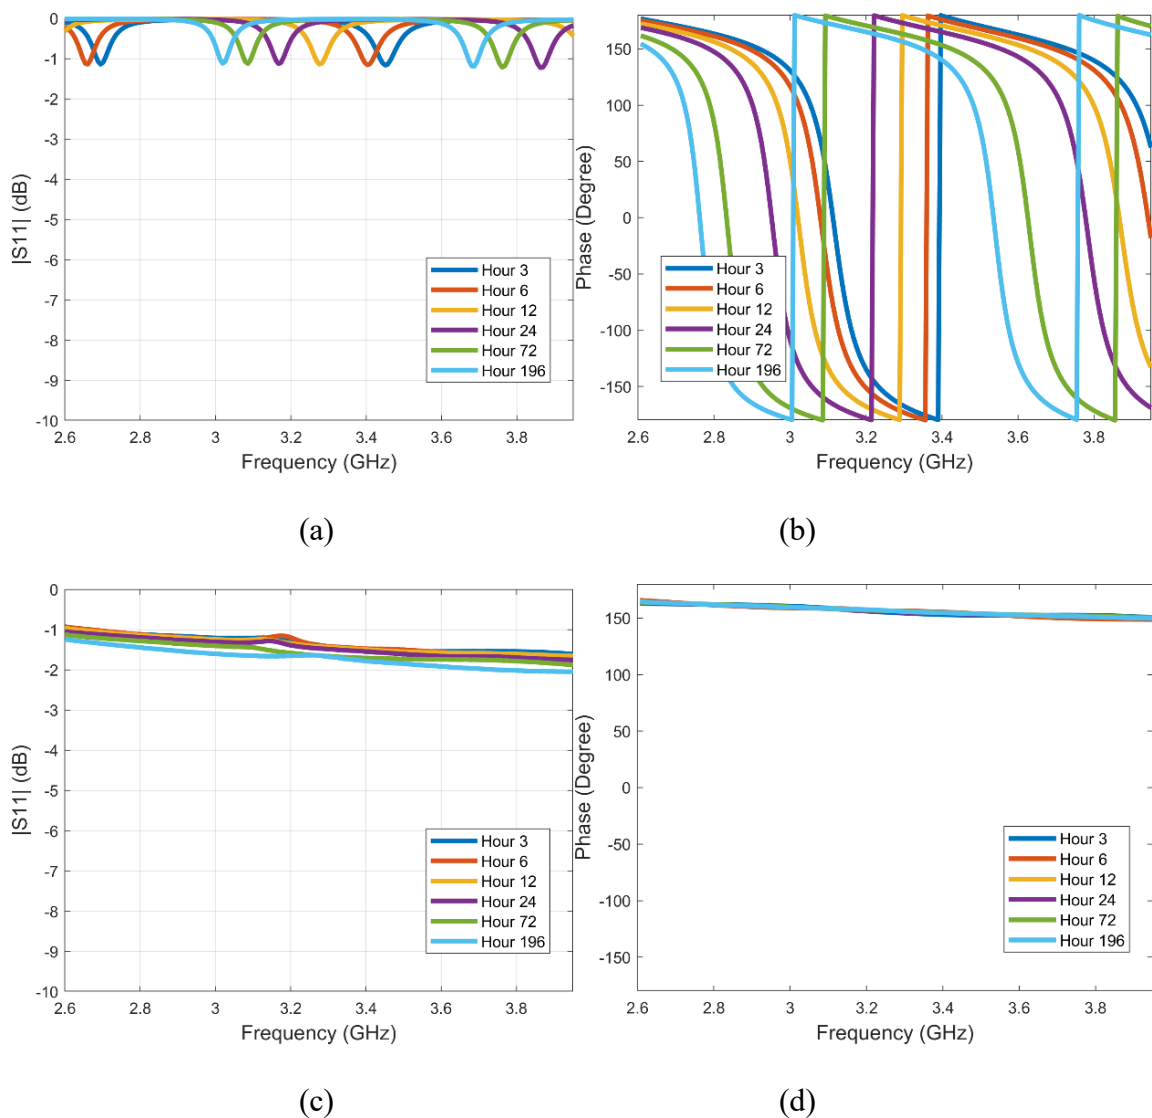 0
-1
-2
-3
-4
-5
-6
-7
-8
-9
-10
|S11| (dB)
2.6 2.8 3 3.2 3.4 3.6 3.8
Frequency (GHz)
Hour 3
Hour 6
Hour 12
Hour 24
Hour 72
Hour 196
(a)
150
100
50
0
-50
-100
-150
Phase (Degree)
2.6 2.8 3 3.2 3.4 3.6 3.8
Frequency (GHz)
Hour 3
Hour 6
Hour 12
Hour 24
Hour 72
Hour 196
(b)
0
-1
-2
-3
-4
-5
-6
-7
-8
-9
-10
|S11| (dB)
2.6 2.8 3 3.2 3.4 3.6 3.8
Frequency (GHz)
Hour 3
Hour 6
Hour 12
Hour 24
Hour 72
Hour 196
(c)
150
100
50
0
-50
-100
-150
Phase (Degree)
2.6 2.8 3 3.2 3.4 3.6 3.8
Frequency (GHz)
Hour 3
Hour 6
Hour 12
Hour 24
Hour 72
Hour 196
(d)